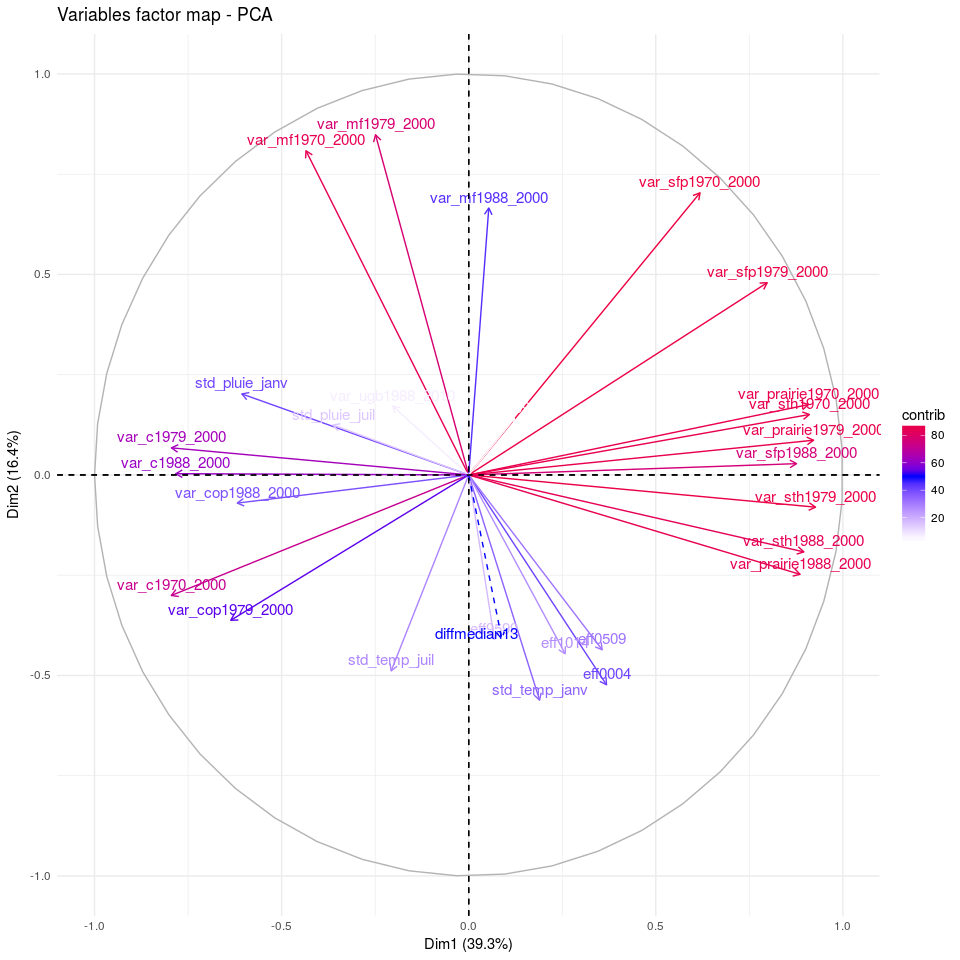 Variables factor map - PCA
var_mf1979_2000
var_mf1970_2000
var_mf1988_2000
var_sfp1970_2000
var_sfp1979_2000
std_pluie_janv
std_pluie_juil
var_prairie1970_2000
var_sth1970_2000
var_prairie1979_2000
var_sfp1988_2000
var_c1979_2000
var_c1988_2000
var_cop1988_2000
var_sth1979_2000
var_sth1988_2000
var_prairie1988_2000
var_c1970_2000
var_cop1979_2000
diffmedian13
eff0509
std_temp_juil
eff0004
std_temp_janv
1.0
0.5
0.0
-0.5
-1.0
-1.0
-0.5
0.0
0.5
1.0
Dim1 (39.3%)
Dim2 (16.4%)
contrib
80
60
40
20